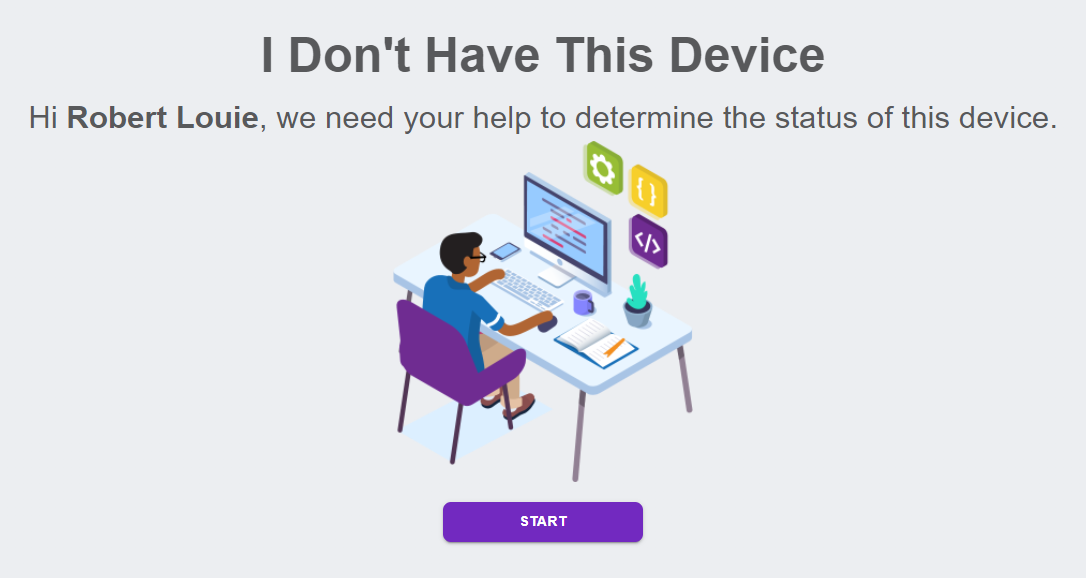 I Don't Have This Device
Hi Robert Louie, we need your help to determine the status of this device.
{ }
</>
START